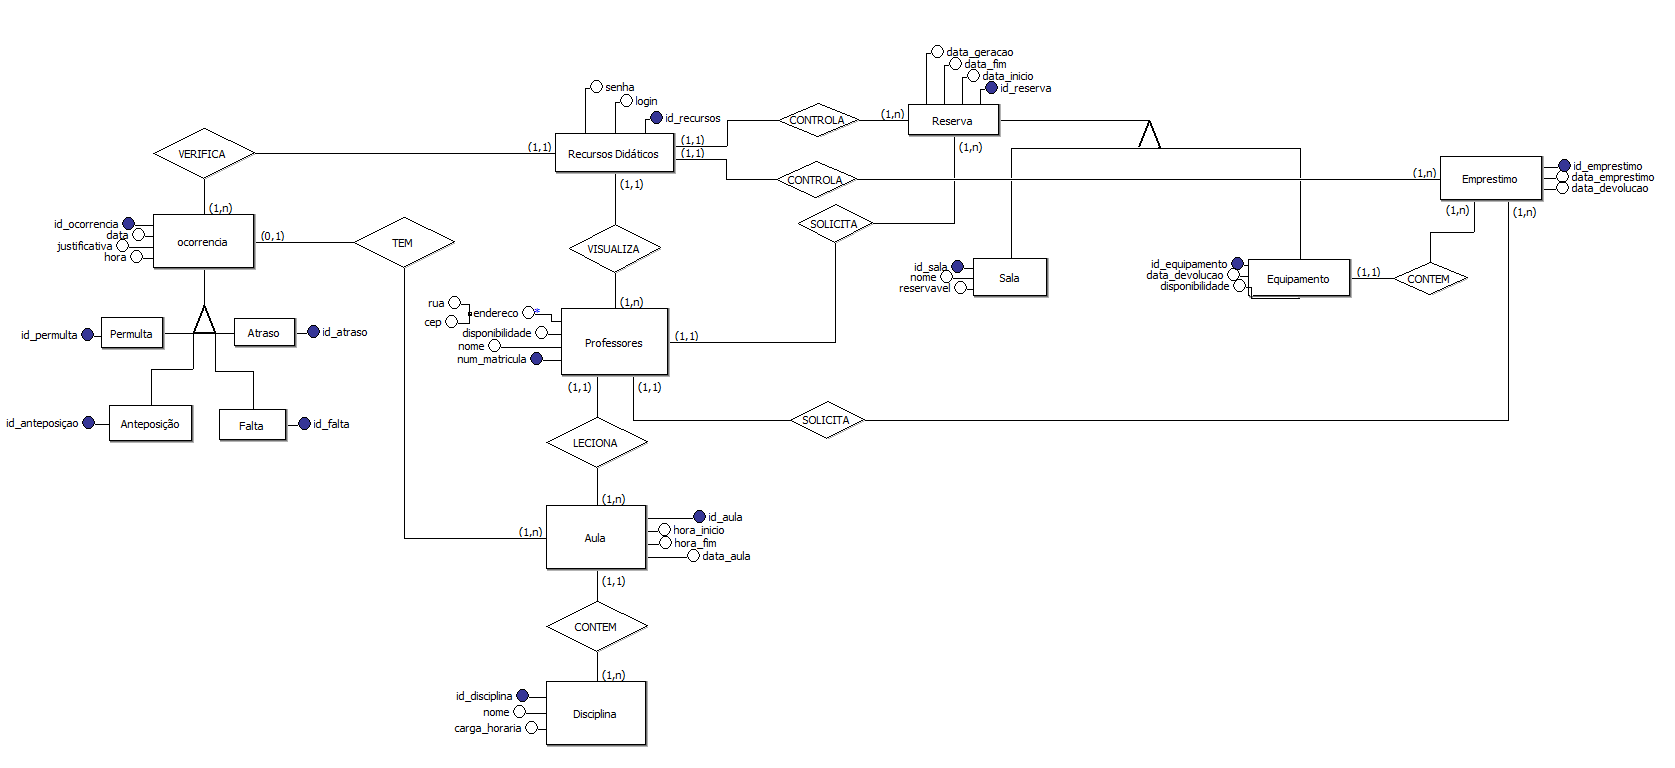 data_geracao
data_fim
data_inicio
id_reserva
senha
login
id_recursos
CONTROLA
(1,n)
Reserva
(1,1)
(1,1)
(1,n)
VERIFICA
(1,1)
Recursos Didáticos
CONTROLA
(1,n)
Emprestimo
id_emprestimo
data_emprestimo
data_devolucao
(1,1)
(1,n)
(1,n)
(1,n)
id_ocorrencia
data
justificativa
hora
ocorrencia
(0,1)
TEM
VISUALIZA
SOLICITA
id_sala
nome
reservavel
Sala
id_equipamento
data_devolucao
disponibilidade
Equipamento
(1,1)
CONTEM
rua
cep
endereco
*
disponibilidade
nome
num_matricula
(1,n)
Professores
(1,1)
id_permulta
Permulta
Atraso
id_atraso
(1,1)
(1,1)
id_anteposiçao
Anteposição
Falta
id_falta
SOLICITA
LECIONA
(1,n)
(1,n)
Aula
id_aula
hora_inicio
hora_fim
data_aula
(1,1)
CONTEM
(1,n)
id_disciplina
nome
carga_horaria
Disciplina